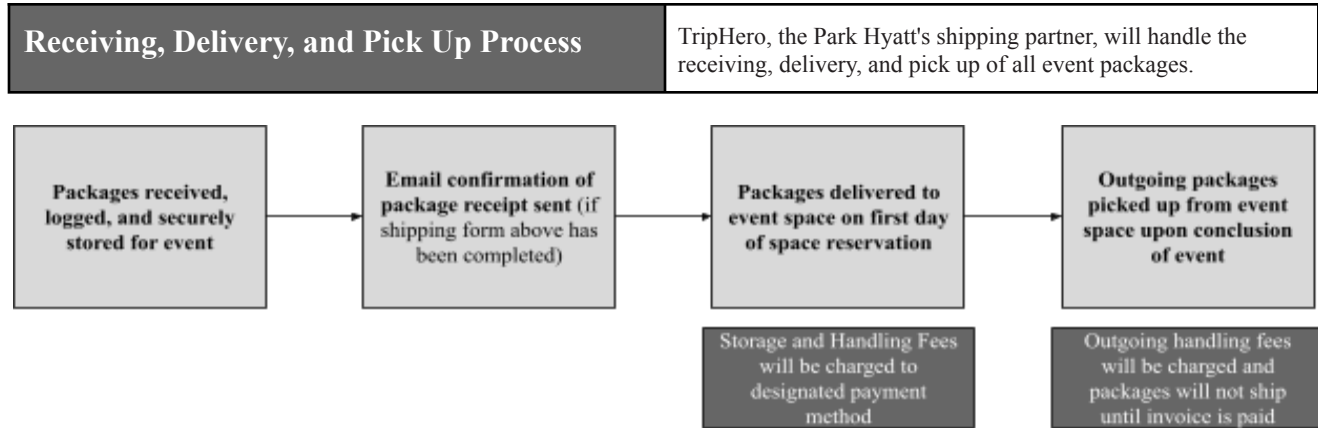 Receiving, Delivery, and Pick Up Process
TripHero, the Park Hyatt's shipping partner, will handle the
receiving, delivery, and pick up of all event packages.
Packages received,
logged, and securely
stored for event
Email confirmation of
package receipt sent (if
shipping form above has
been completed)
Packages delivered to
event space on first day
of space reservation
Outgoing packages
picked up from event
space upon conclusion
of event
Storage and Handling Fees
will be charged to
designated payment
method
Outgoing handling fees
will be charged and
packages will not ship
until invoice is paid